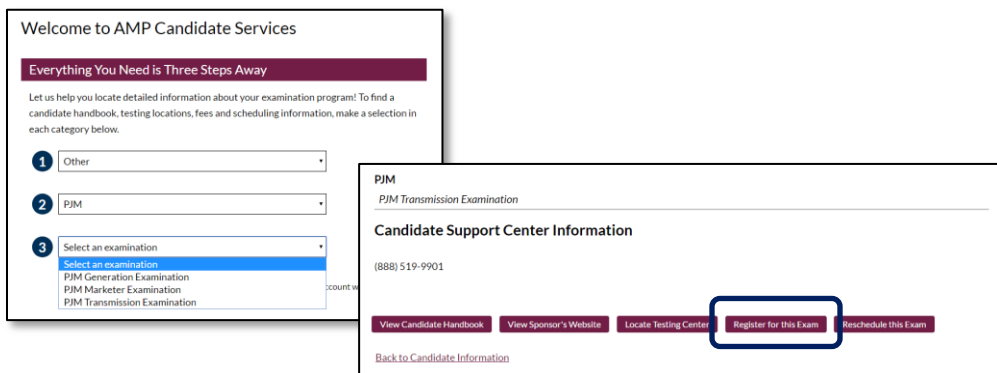 Welcome to AMP Candidate Services
Everything You Need is Three Steps Away
Let us help you locate detailed information about your examination program! To find a
candidate handbook, testing locations, fees and scheduling information, make a selection in
each category below.
1 Other
2 PJM
3 Select an examination
Select an examination
PJM Generation Examination
PJM Marketer Examination
PJM Transmission Examination
PJM
PJM Transmission Examination
Candidate Support Center Information
(888) 519-9901
View Candidate Handbook View Sponsor's Website Locate Testing Center Register for this Exam Reschedule this Exam
Back to Candidate Information